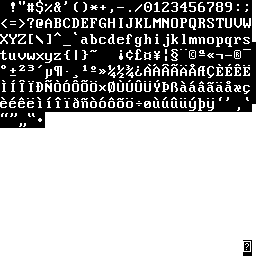 !"#$%&'()*+,-./0123456789:;
<=>?@ABCDEFGHIJKLMNOPQRSTUVW
XYZ[\]^_`abcdefghijklmnopqrs
tuvwxyz{|}~ ¡¢£¤¥¦§¨©ª«¬-®¯
°±²³´µ¶·¸¹º»¼½¾¿ÀÁÂÃÄÅÆÇÈÉÊË
ÌÍÎÏÐÑÒÓÔÕÖ×ØÙÚÛÜÝÞßàáâãäåæç
èéêëìíîïðñòóôõö÷øùúûüýþÿ‘’‚‛
“”„‟•